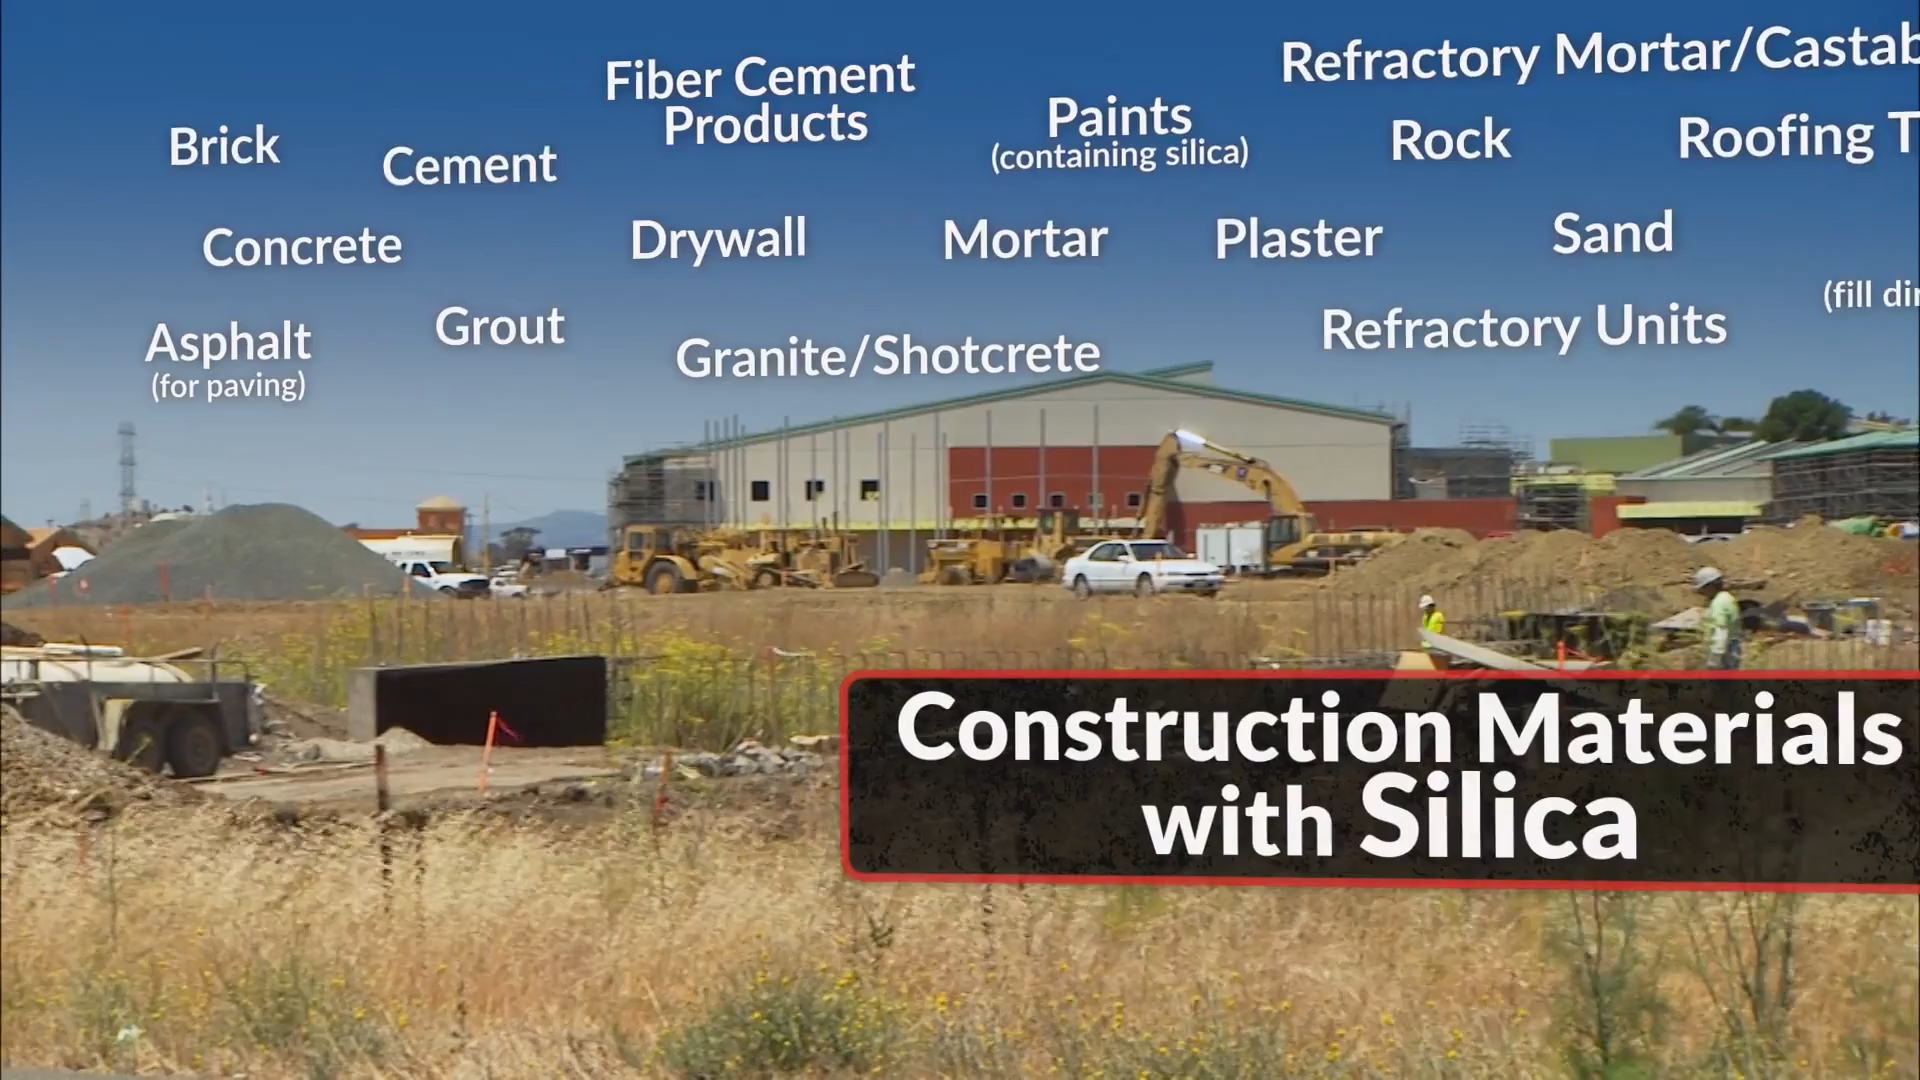 Refractory Mortar/Castab
Fiber Cement
Products
Paints
(containing silica)
Brick
Cement
Rock
Roofing T
Concrete
Drywall
Mortar
Plaster
Sand
(fill dir
Asphalt
(for paving)
Grout
Granite/Shotcrete
Refractory Units
Construction Materials
with Silica